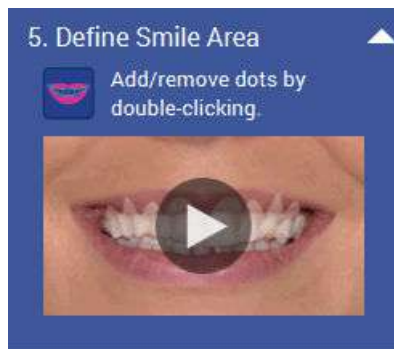 5. Define Smile Area
Add/remove dots by
double-clicking.